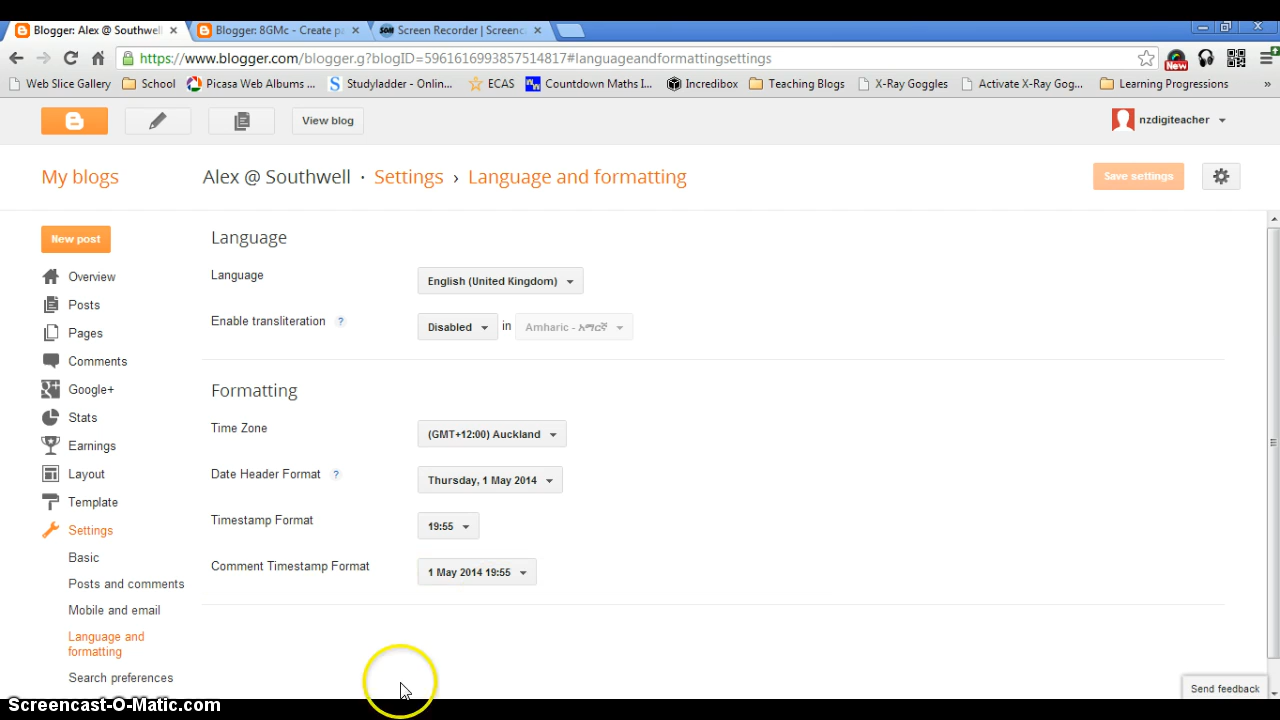 Blogger: Alex @ Southwell
Blogger: 8GMc - Create pa
Screen Recorder | Screenc
https://www.blogger.com/blogger.g?blogID=5961616993857514817#languageandformattingsettings
New
Web Slice Gallery
School
Picasa Web Albums ...
Studyladder - Onlin...
ECAS
Countdown Maths I...
Incredibox
Teaching Blogs
X-Ray Goggles
Activate X-Ray Gog...
Learning Progressions
»
View blog
nzdigiteacher
My blogs
Alex @ Southwell · Settings › Language and formatting
Save settings
New post
Overview
Posts
Pages
Comments
Google+
Stats
Earnings
Layout
Template
Settings
Basic
Posts and comments
Mobile and email
Language and
formatting
Search preferences
Language
Language
English (United Kingdom)
Enable transliteration ?
Disabled in Amharic - አማርኛ
Formatting
Time Zone
(GMT+12:00) Auckland
Date Header Format ?
Thursday, 1 May 2014
Timestamp Format
19:55
Comment Timestamp Format
1 May 2014 19:55
Send feedback
Screencast-O-Matic.com